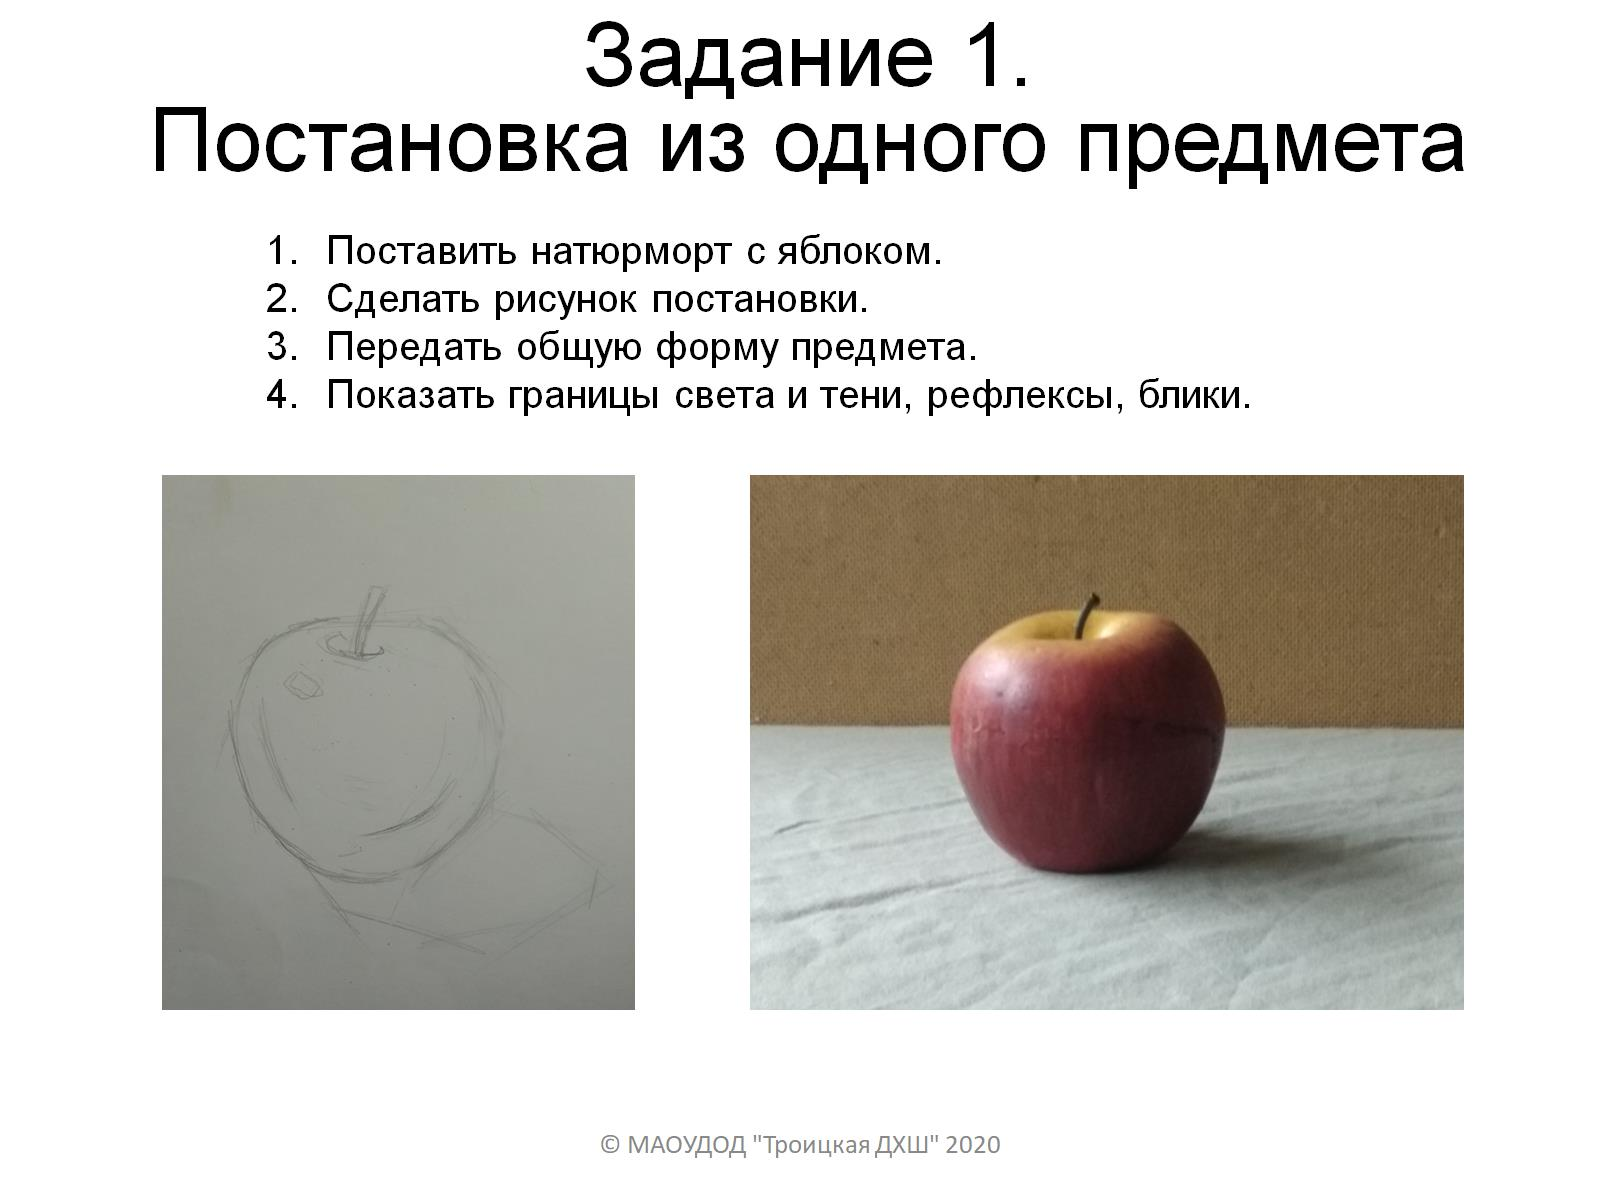 Задание 1.
Постановка из одного предмета
1. Поставить натюрморт с яблоком.
2. Сделать рисунок постановки.
3. Передать общую форму предмета.
4. Показать границы света и тени, рефлексы, блики.
© МАОУДОД "Троицкая ДХШ" 2020